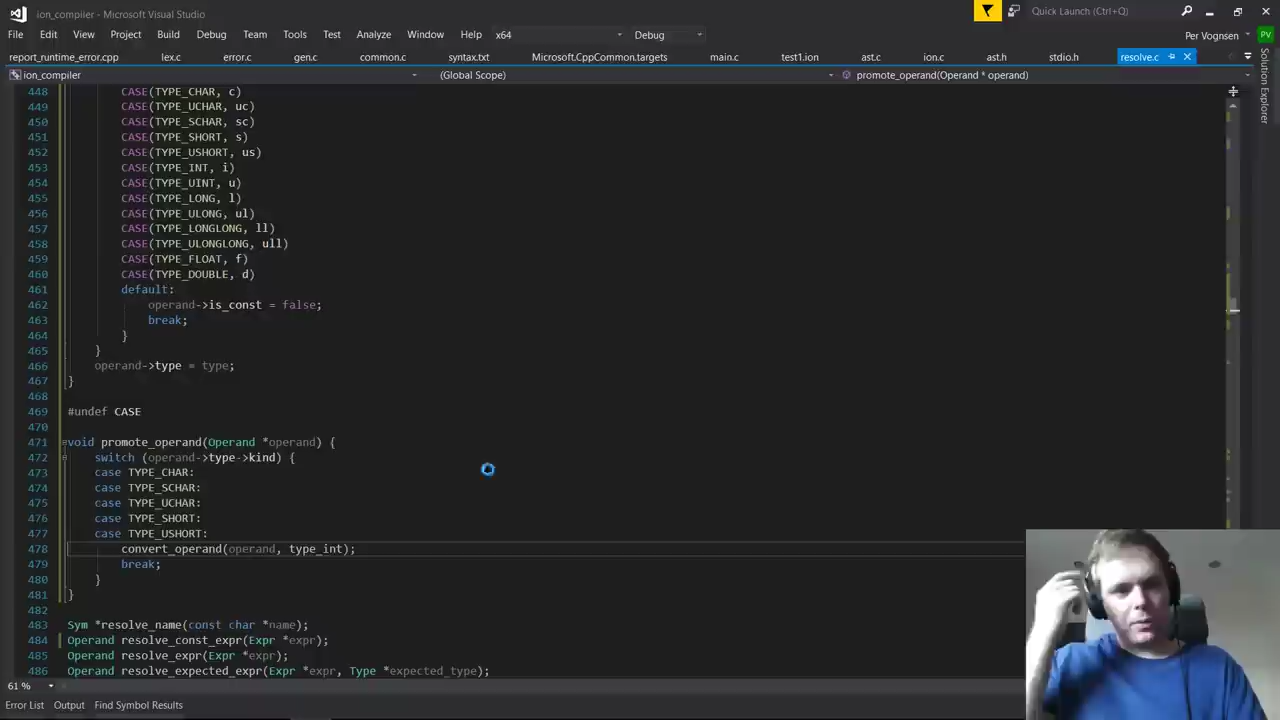 ion_compiler - Microsoft Visual Studio
Quick Launch (Ctrl+Q)
File Edit View Project Build Debug Team Tools Test Analyze Window Help x64 Debug Per Vognsen PV
report_runtime_error.cpp lex.c error.c gen.c common.c syntax.txt Microsoft.CppCommon.targets main.c test1.ion ast.c ion.c ast.h stdio.h resolve.c
ion_compiler (Global Scope) promote_operand(Operand * operand)
Solution Explorer
448 CASE(TYPE_CHAR, c)
449 CASE(TYPE_UCHAR, uc)
450 CASE(TYPE_SCHAR, sc)
451 CASE(TYPE_SHORT, s)
452 CASE(TYPE_USHORT, us)
453 CASE(TYPE_INT, i)
454 CASE(TYPE_UINT, u)
455 CASE(TYPE_LONG, l)
456 CASE(TYPE_ULONG, ul)
457 CASE(TYPE_LONGLONG, ll)
458 CASE(TYPE_ULONGLONG, ull)
459 CASE(TYPE_FLOAT, f)
460 CASE(TYPE_DOUBLE, d)
461 default:
462 operand->is_const = false;
463 break;
464 }
465 }
466 operand->type = type;
467 }
468
469 #undef CASE
470
471 void promote_operand(Operand *operand) {
472 switch (operand->type->kind) {
473 case TYPE_CHAR:
474 case TYPE_SCHAR:
475 case TYPE_UCHAR:
476 case TYPE_SHORT:
477 case TYPE_USHORT:
478 convert_operand(operand, type_int);
479 break;
480 }
481 }
482
483 Sym *resolve_name(const char *name);
484 Operand resolve_const_expr(Expr *expr);
485 Operand resolve_expr(Expr *expr);
486 Operand resolve_expected_expr(Expr *expr, Type *expected_type);
61 %
Error List Output Find Symbol Results